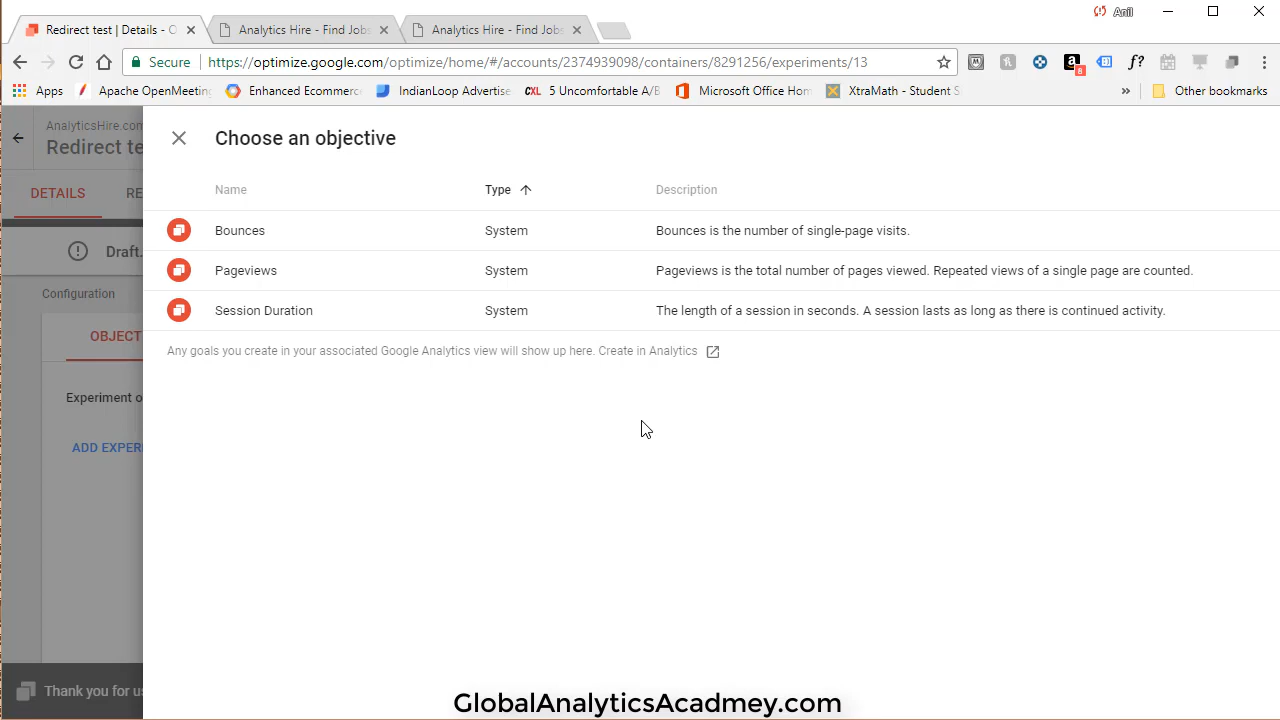 Anil
Redirect test | Details - O
Analytics Hire - Find Jobs
Analytics Hire - Find Jobs
Secure https://optimize.google.com/optimize/home/#/accounts/2374939098/containers/8291256/experiments/13
8
f?
Apps Apache OpenMeeting Enhanced Ecommerc IndianLoop Advertise CXL 5 Uncomfortable A/B Microsoft Office Hom XtraMath - Student S » Other bookmarks
AnalyticsHire.com
Redirect te
DETAILS RE
Draft.
Configuration
OBJECT
Experiment o
ADD EXPERI
Thank you for us
Choose an objective
Name Type Description
Bounces System Bounces is the number of single-page visits.
Pageviews System Pageviews is the total number of pages viewed. Repeated views of a single page are counted.
Session Duration System The length of a session in seconds. A session lasts as long as there is continued activity.
Any goals you create in your associated Google Analytics view will show up here. Create in Analytics
GlobalAnalyticsAcadmey.com